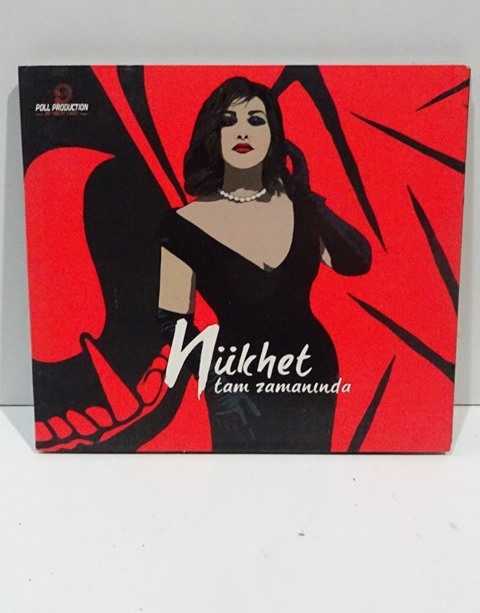 POLL PRODUCTION
Nükhet
tam zamanında